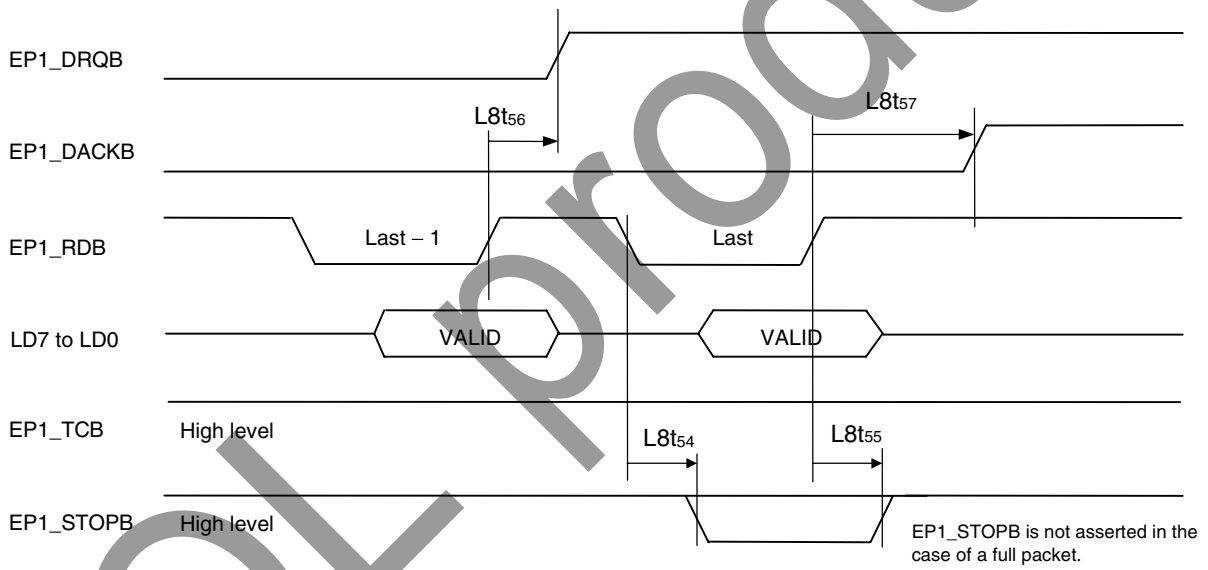 EP1_DRQB
L8t56
L8t57
EP1_DACKB
EP1_RDB
Last – 1
Last
LD7 to LD0
VALID
VALID
EP1_TCB
High level
L8t54
L8t55
EP1_STOPB
High level
EP1_STOPB is not asserted in the
case of a full packet.